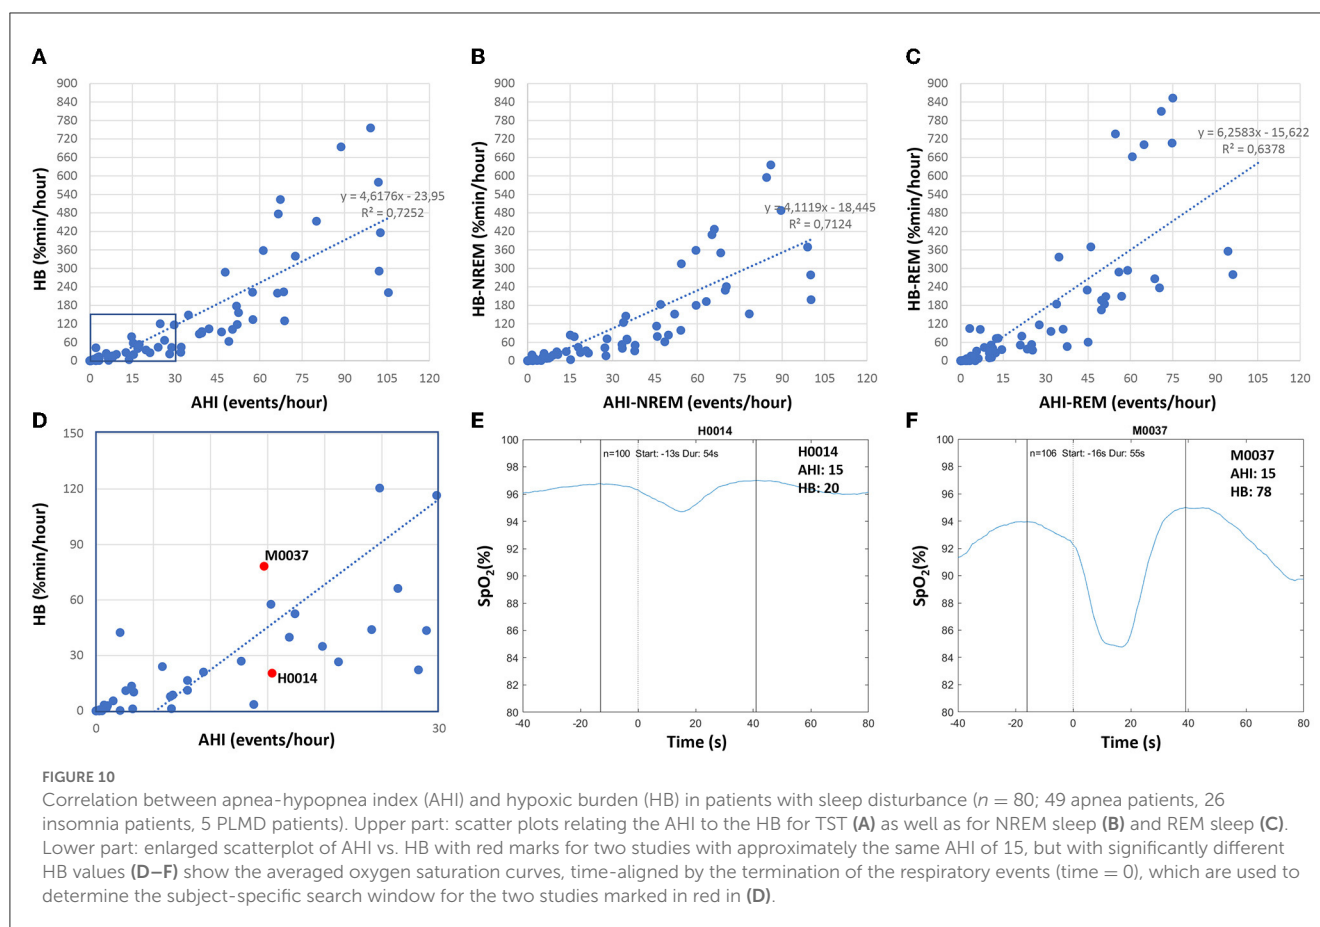 A
HB (%min/hour)
900
840
780
720
660
600
540
480
420
360
300
240
180
120
60
0
y = 4,6176x - 23,95
R² = 0,7252
0 15 30 45 60 75 90 105 120
AHI (events/hour)
B
HB-NREM (%min/hour)
900
840
780
720
660
600
540
480
420
360
300
240
180
120
60
0
y = 4,1119x - 18,445
R² = 0,7124
0 15 30 45 60 75 90 105 120
AHI-NREM (events/hour)
C
HB-REM (%min/hour)
900
840
780
720
660
600
540
480
420
360
300
240
180
120
60
0
y = 6,2583x - 15,622
R² = 0,6378
0 15 30 45 60 75 90 105 120
AHI-REM (events/hour)
D
HB (%min/hour)
150
120
90
60
30
0
M0037
H0014
0 30
AHI (events/hour)
E
H0014
SpO₂(%)
100
98
96
94
92
90
88
86
84
82
80
n=100 Start: -13s Dur: 54s
H0014
AHI: 15
HB: 20
-40 -20 0 20 40 60 80
Time (s)
F
M0037
SpO₂(%)
100
98
96
94
92
90
88
86
84
82
80
n=106 Start: -16s Dur: 55s
M0037
AHI: 15
HB: 78
-40 -20 0 20 40 60 80
Time (s)
FIGURE 10
Correlation between apnea-hypopnea index (AHI) and hypoxic burden (HB) in patients with sleep disturbance (n = 80; 49 apnea patients, 26
insomnia patients, 5 PLMD patients). Upper part: scatter plots relating the AHI to the HB for TST (A) as well as for NREM sleep (B) and REM sleep (C).
Lower part: enlarged scatterplot of AHI vs. HB with red marks for two studies with approximately the same AHI of 15, but with significantly different
HB values (D–F) show the averaged oxygen saturation curves, time-aligned by the termination of the respiratory events (time = 0), which are used to
determine the subject-specific search window for the two studies marked in red in (D).